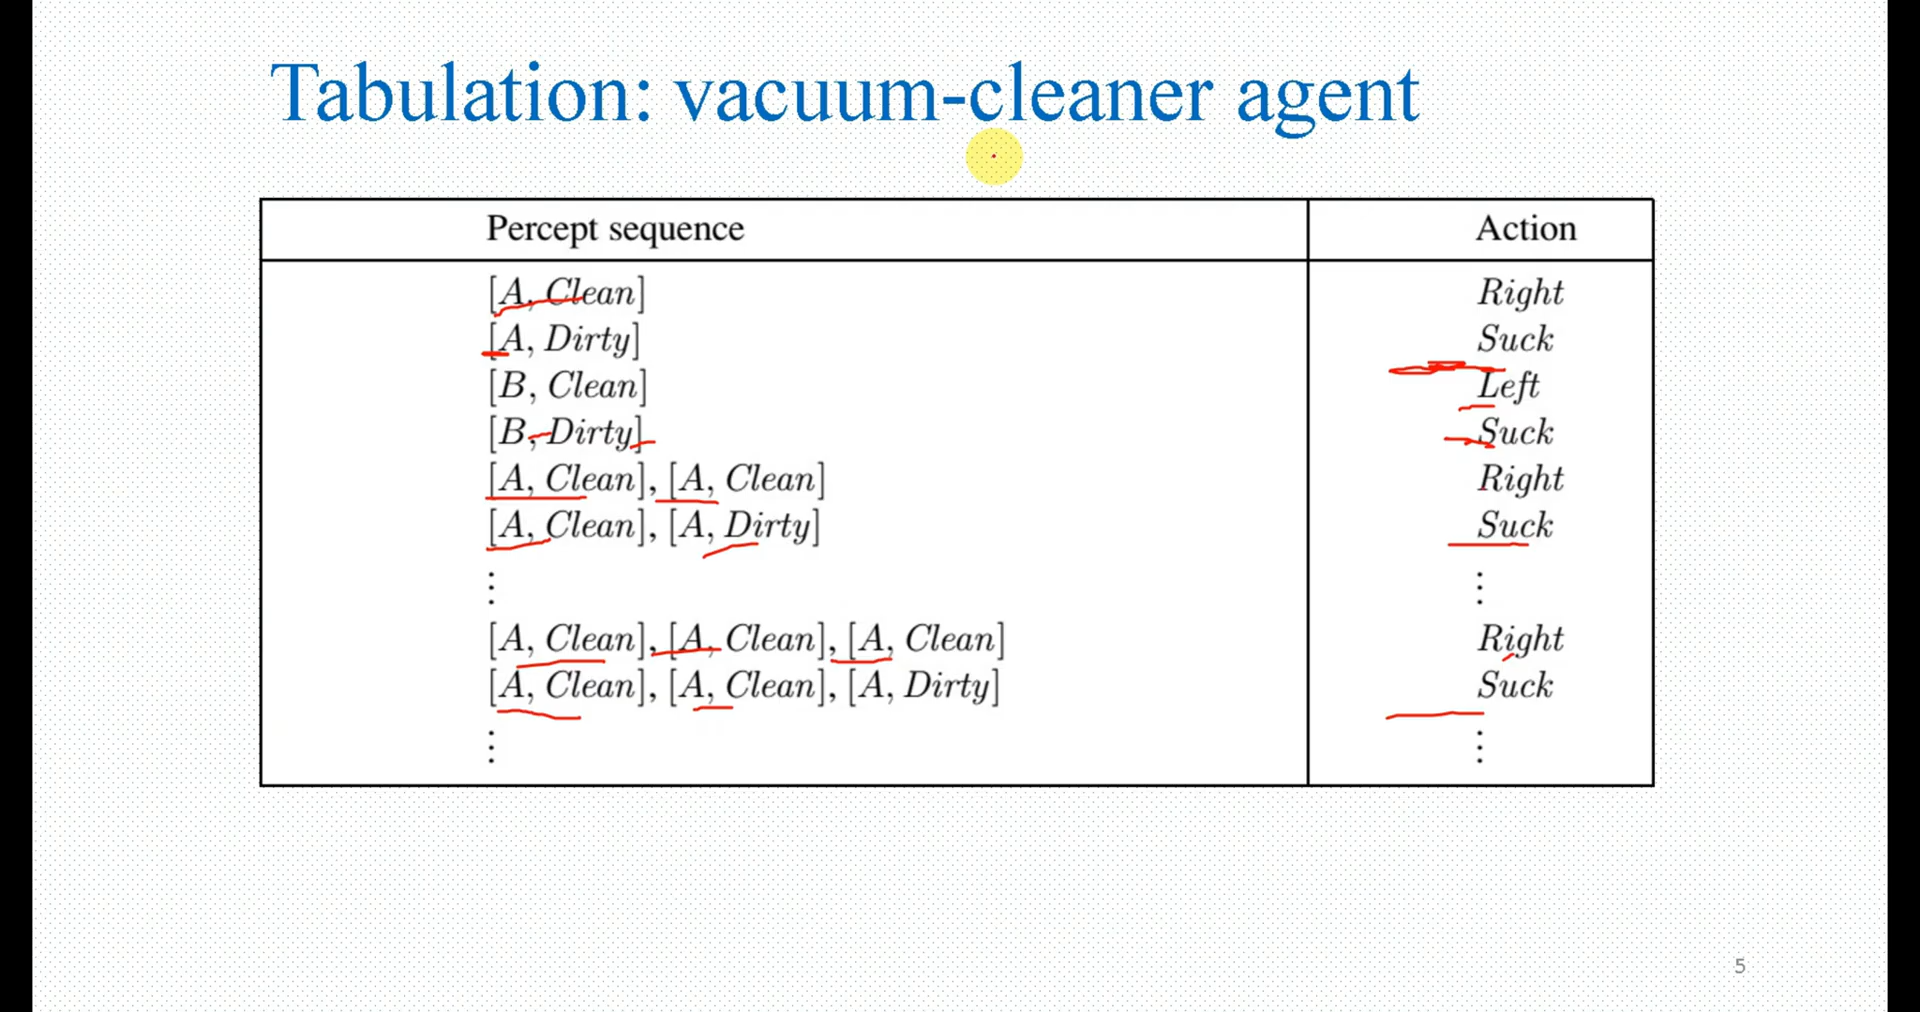 Tabulation: vacuum-cleaner agent
Percept sequence Action
[A, Clean] Right
[A, Dirty] Suck
[B, Clean] Left
[B, Dirty] Suck
[A, Clean], [A, Clean] Right
[A, Clean], [A, Dirty] Suck
⋮ ⋮
[A, Clean], [A, Clean], [A, Clean] Right
[A, Clean], [A, Clean], [A, Dirty] Suck
⋮ ⋮
5